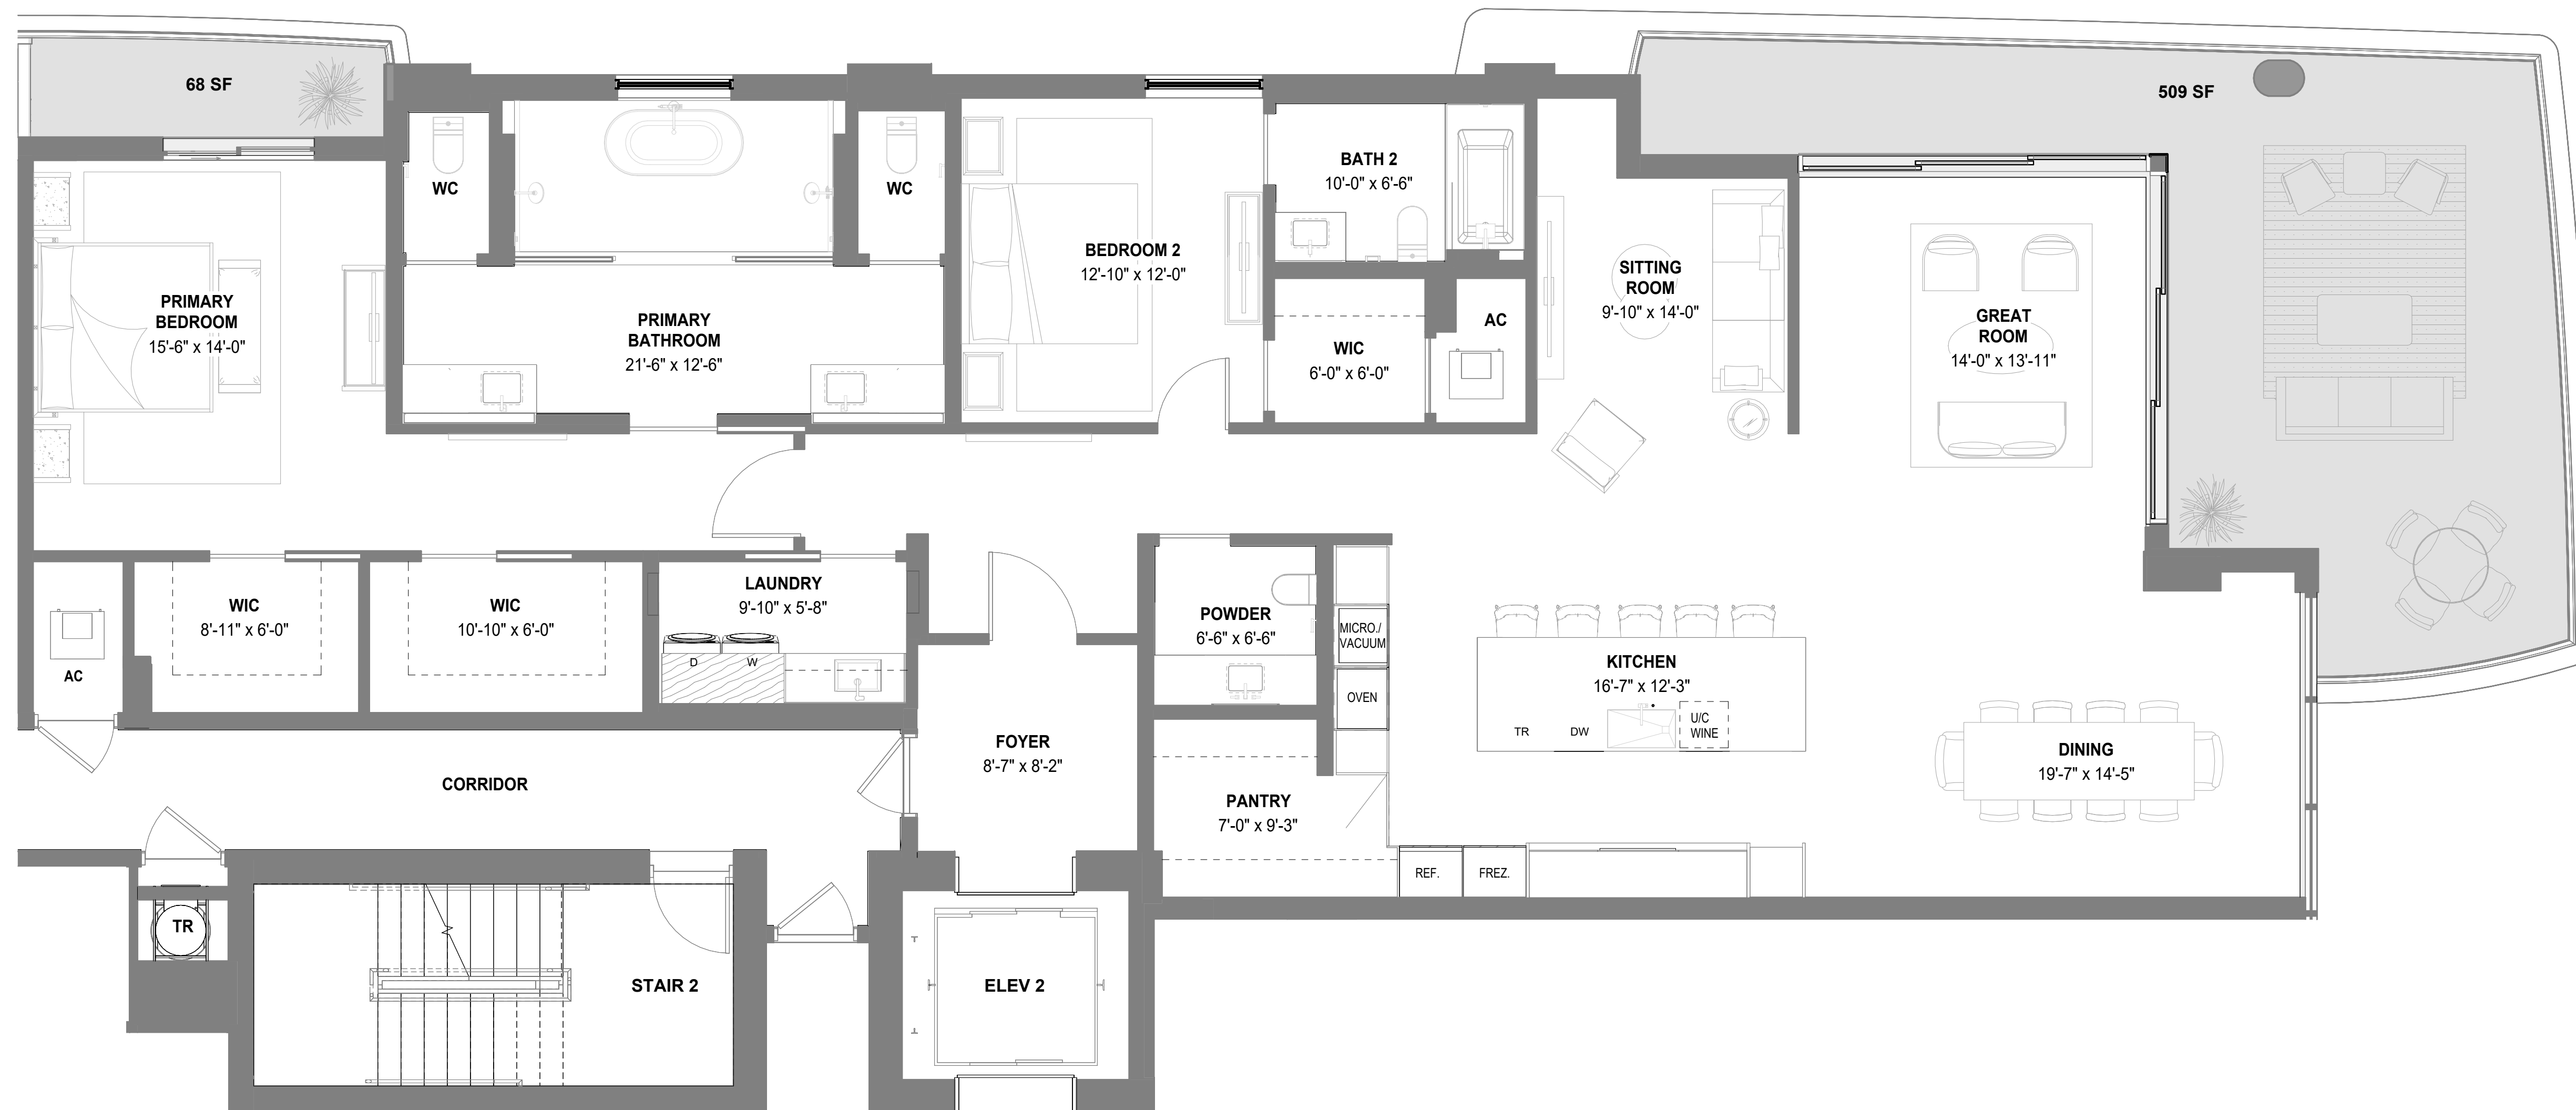 68 SF
509 SF
WC
WC
BATH 2
10'-0" x 6'-6"
PRIMARY
BEDROOM
15'-6" x 14'-0"
PRIMARY
BATHROOM
21'-6" x 12'-6"
BEDROOM 2
12'-10" x 12'-0"
WIC
6'-0" x 6'-0"
AC
SITTING
ROOM
9'-10" x 14'-0"
GREAT
ROOM
14'-0" x 13'-11"
AC
WIC
8'-11" x 6'-0"
WIC
10'-10" x 6'-0"
LAUNDRY
9'-10" x 5'-8"
D
W
POWDER
6'-6" x 6'-6"
MICRO./
VACUUM
OVEN
KITCHEN
16'-7" x 12'-3"
TR
DW
U/C
WINE
DINING
19'-7" x 14'-5"
FOYER
8'-7" x 8'-2"
CORRIDOR
PANTRY
7'-0" x 9'-3"
REF.
FREZ.
TR
STAIR 2
ELEV 2